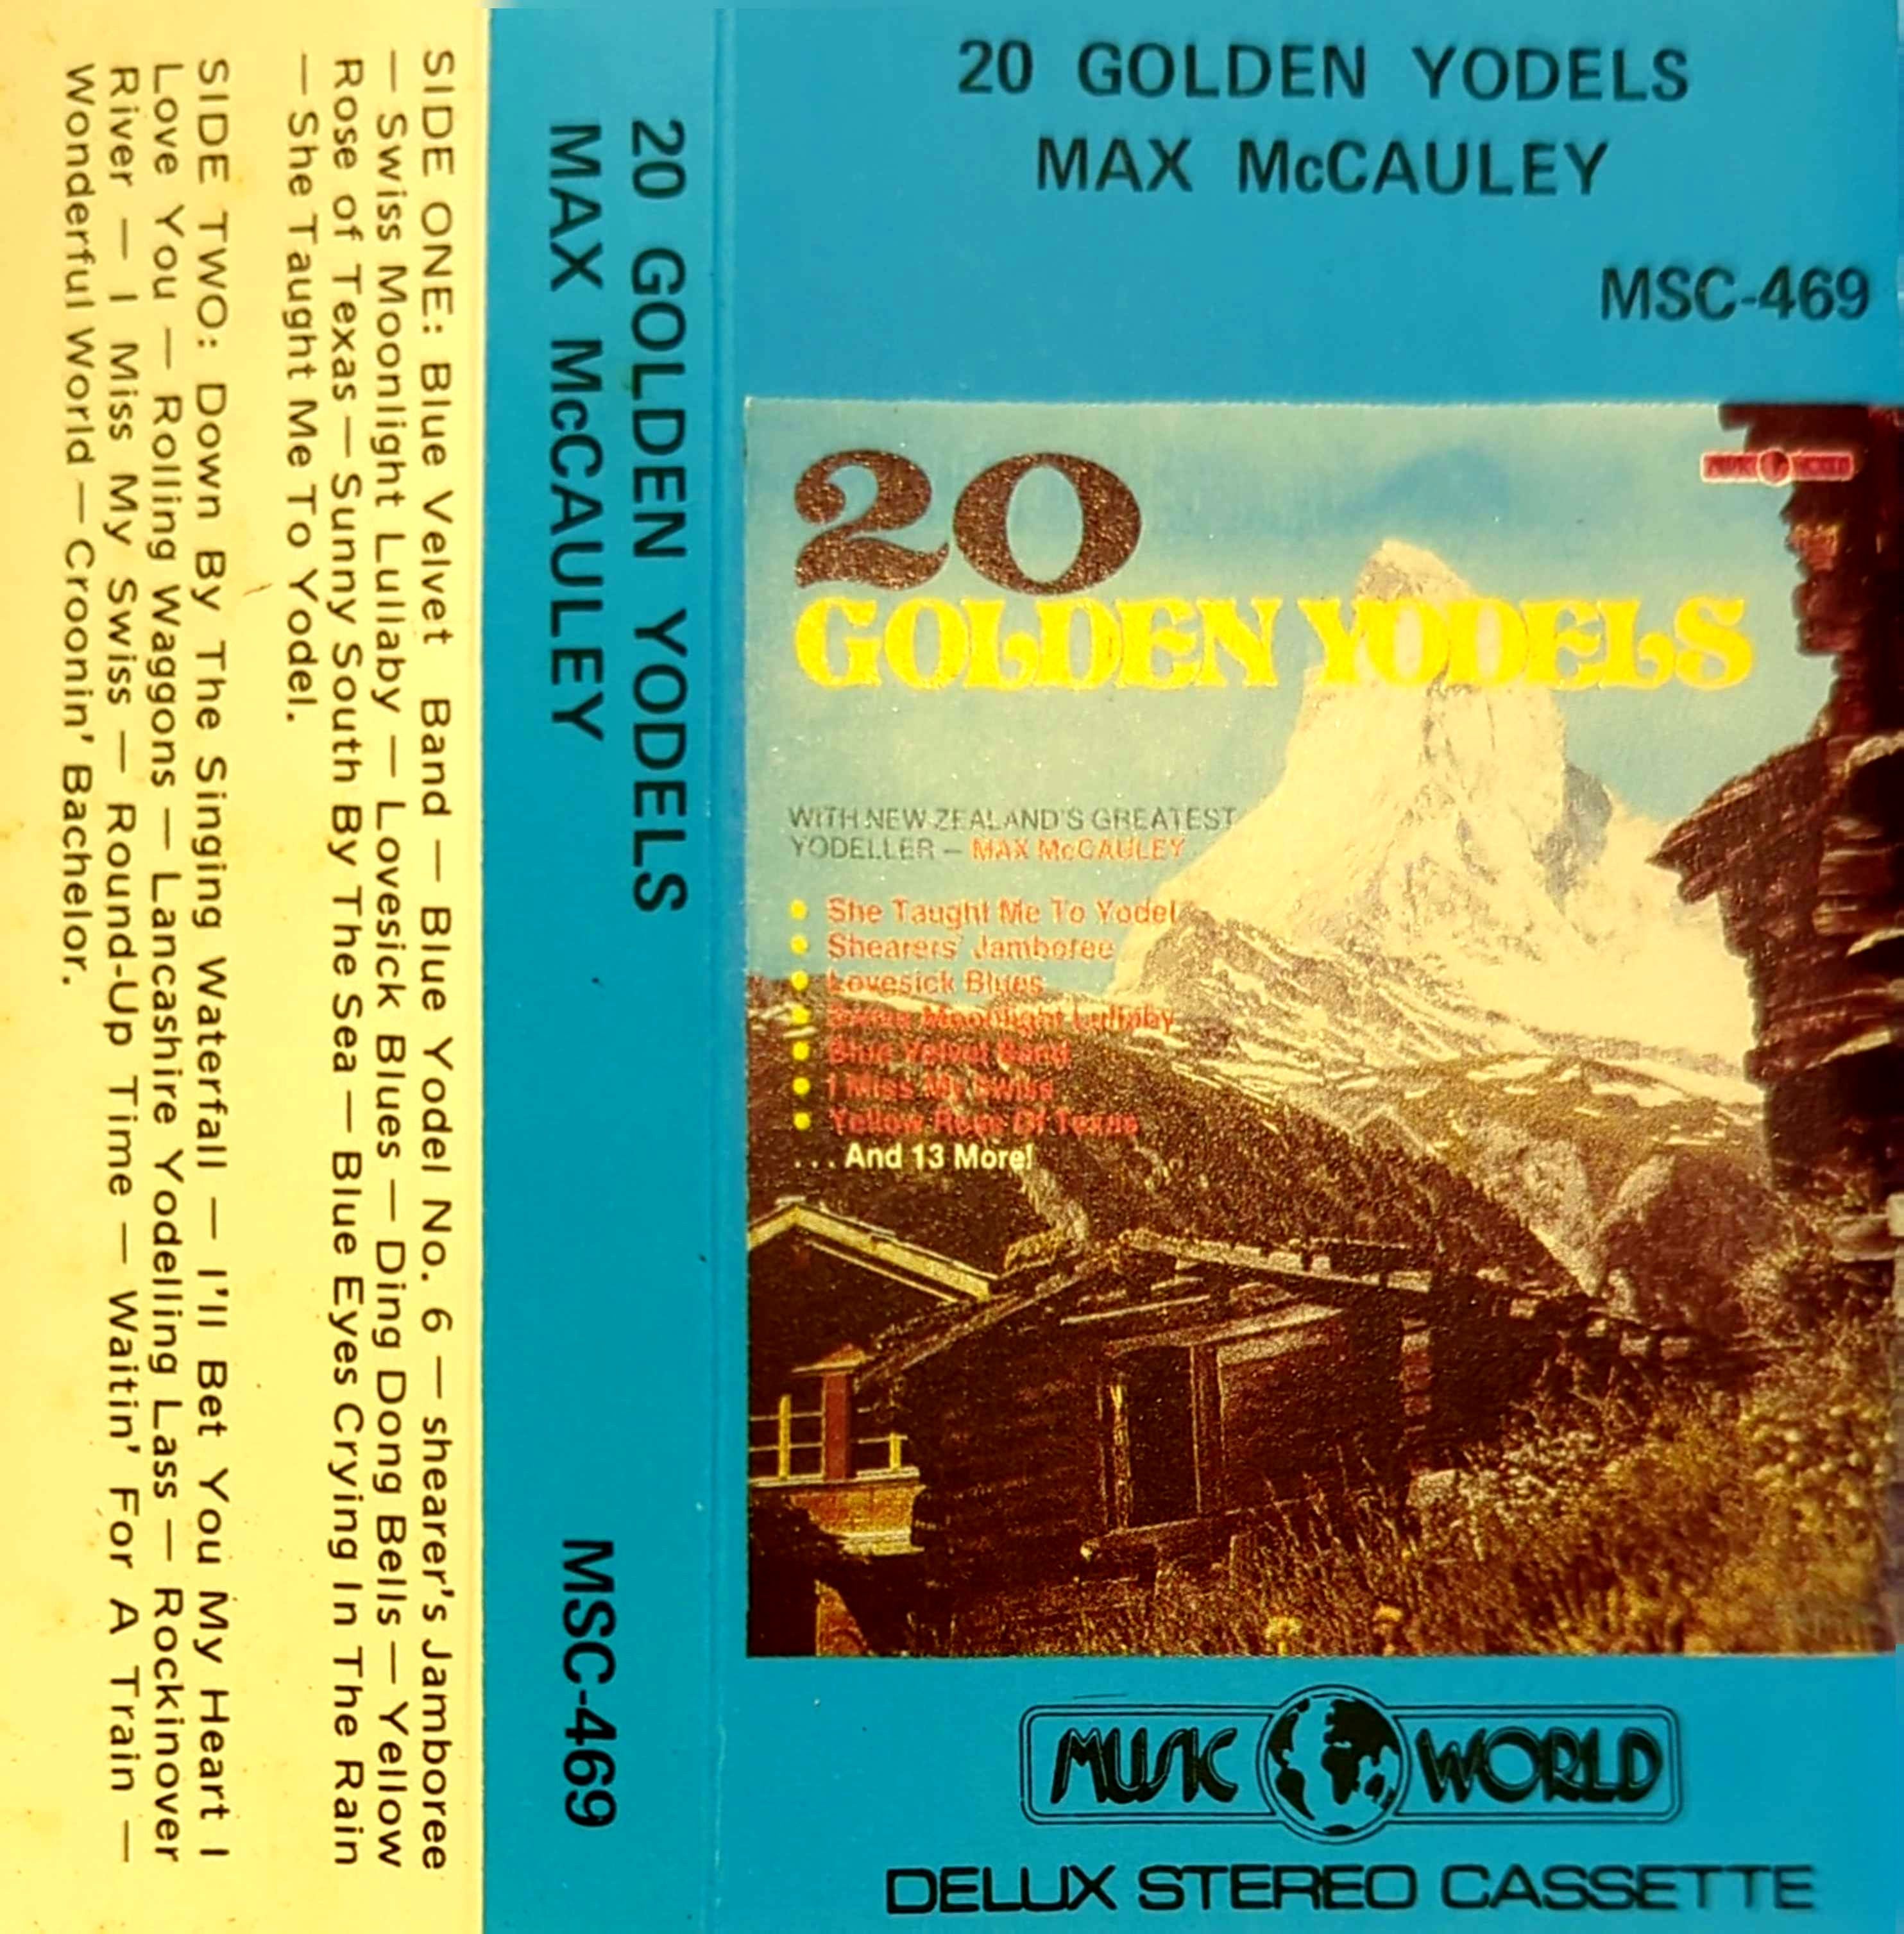 20 GOLDEN YODELS
MAX McCAULEY
MSC-469
MUSIC WORLD
20
GOLDEN YODELS
WITH NEW ZEALAND'S GREATEST
YODELLER – MAX McCAULEY
She Taught Me To Yodel
Shearers' Jamboree
Lovesick Blues
Swiss Moonlight Lullaby
Blue Velvet Band
I Miss My Swiss
Yellow Rose Of Texas
... And 13 More!
MUSIC WORLD
DELUX STEREO CASSETTE
20 GOLDEN YODELS
MAX McCAULEY
MSC-469
SIDE ONE: Blue Velvet Band — Blue Yodel No. 6 — shearer's Jamboree
— Swiss Moonlight Lullaby — Lovesick Blues — Ding Dong Bells — Yellow
Rose of Texas — Sunny South By The Sea — Blue Eyes Crying In The Rain
— She Taught Me To Yodel.
SIDE TWO: Down By The Singing Waterfall — I'll Bet You My Heart I
Love You — Rolling Waggons — Lancashire Yodelling Lass — Rockinover
River — I Miss My Swiss — Round-Up Time — Waitin' For A Train —
Wonderful World — Croonin' Bachelor.